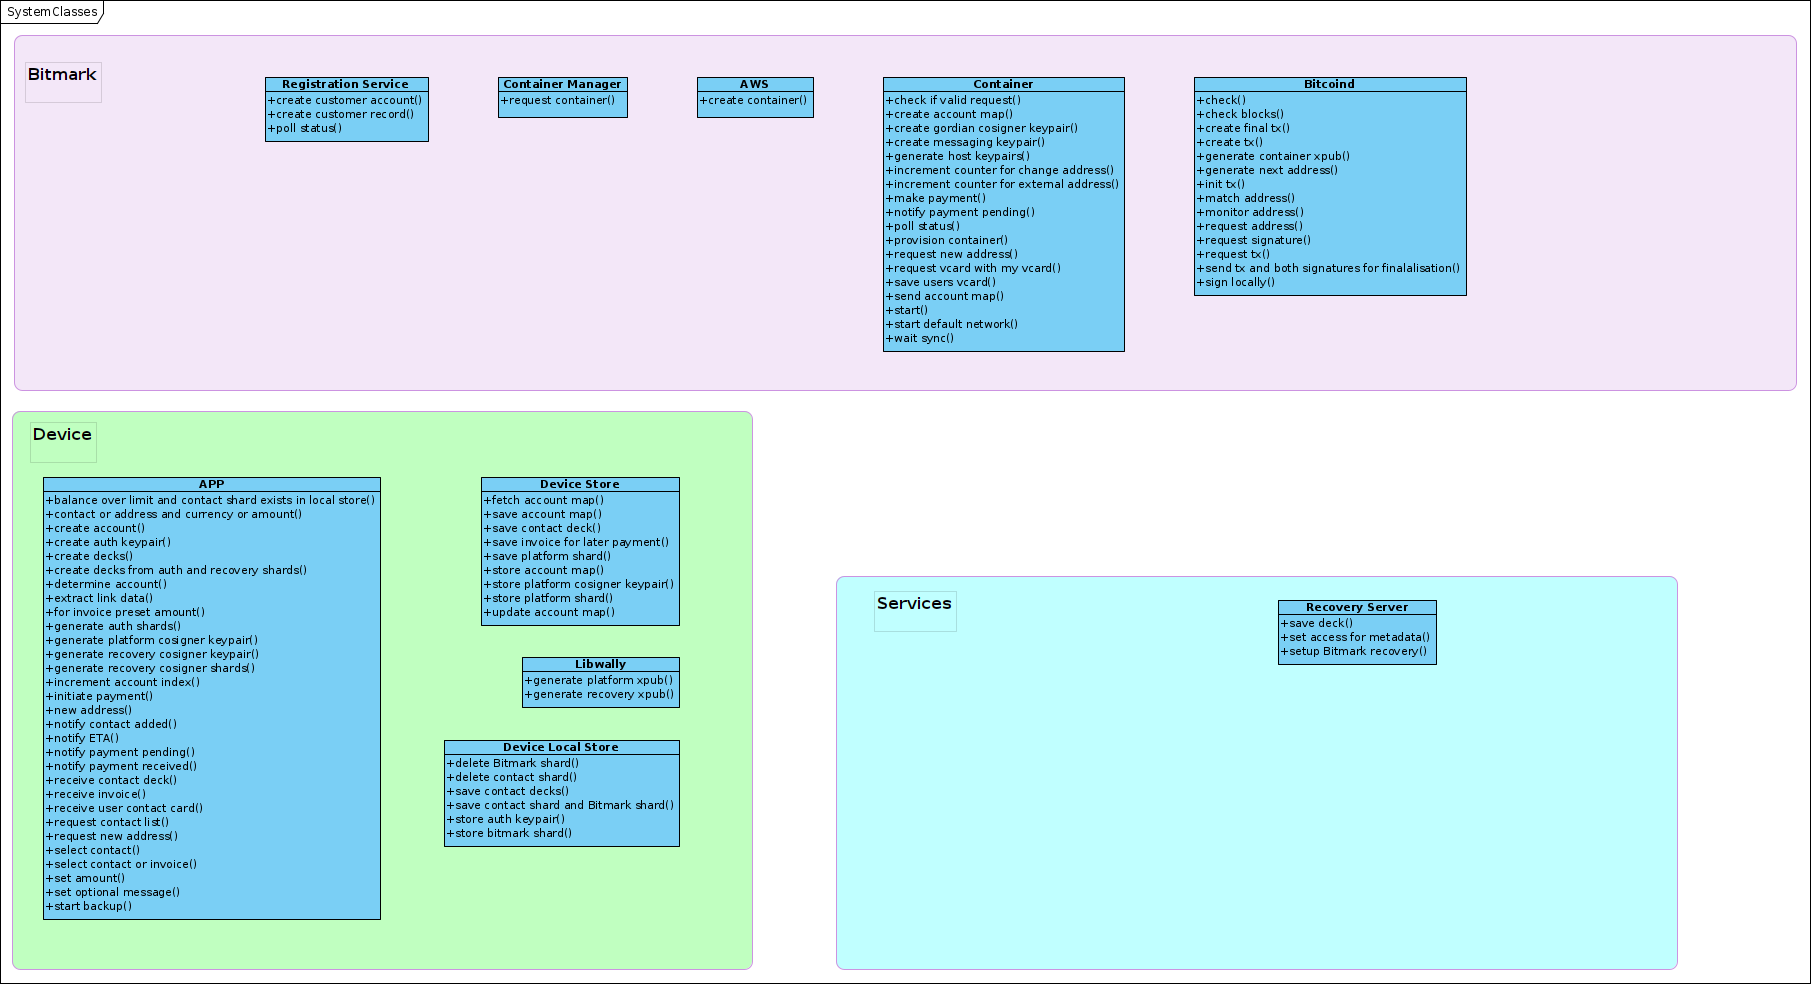 SystemClasses
Bitmark
Registration Service
+create customer account()
+create customer record()
+poll status()
Container Manager
+request container()
AWS
+create container()
Container
+check if valid request()
+create account map()
+create gordian cosigner keypair()
+create messaging keypair()
+generate host keypairs()
+increment counter for change address()
+increment counter for external address()
+make payment()
+notify payment pending()
+poll status()
+provision container()
+request new address()
+request vcard with my vcard()
+save users vcard()
+send account map()
+start()
+start default network()
+wait sync()
Bitcoind
+check()
+check blocks()
+create final tx()
+create tx()
+generate container xpub()
+generate next address()
+init tx()
+match address()
+monitor address()
+request address()
+request signature()
+request tx()
+send tx and both signatures for finalalisation()
+sign locally()
Device
APP
+balance over limit and contact shard exists in local store()
+contact or address and currency or amount()
+create account()
+create auth keypair()
+create decks()
+create decks from auth and recovery shards()
+determine account()
+extract link data()
+for invoice preset amount()
+generate auth shards()
+generate platform cosigner keypair()
+generate recovery cosigner keypair()
+generate recovery cosigner shards()
+increment account index()
+initiate payment()
+new address()
+notify contact added()
+notify ETA()
+notify payment pending()
+notify payment received()
+receive contact deck()
+receive invoice()
+receive user contact card()
+request contact list()
+request new address()
+select contact()
+select contact or invoice()
+set amount()
+set optional message()
+start backup()
Device Store
+fetch account map()
+save account map()
+save contact deck()
+save invoice for later payment()
+save platform shard()
+store account map()
+store platform cosigner keypair()
+store platform shard()
+update account map()
Libwally
+generate platform xpub()
+generate recovery xpub()
Device Local Store
+delete Bitmark shard()
+delete contact shard()
+save contact decks()
+save contact shard and Bitmark shard()
+store auth keypair()
+store bitmark shard()
Services
Recovery Server
+save deck()
+set access for metadata()
+setup Bitmark recovery()